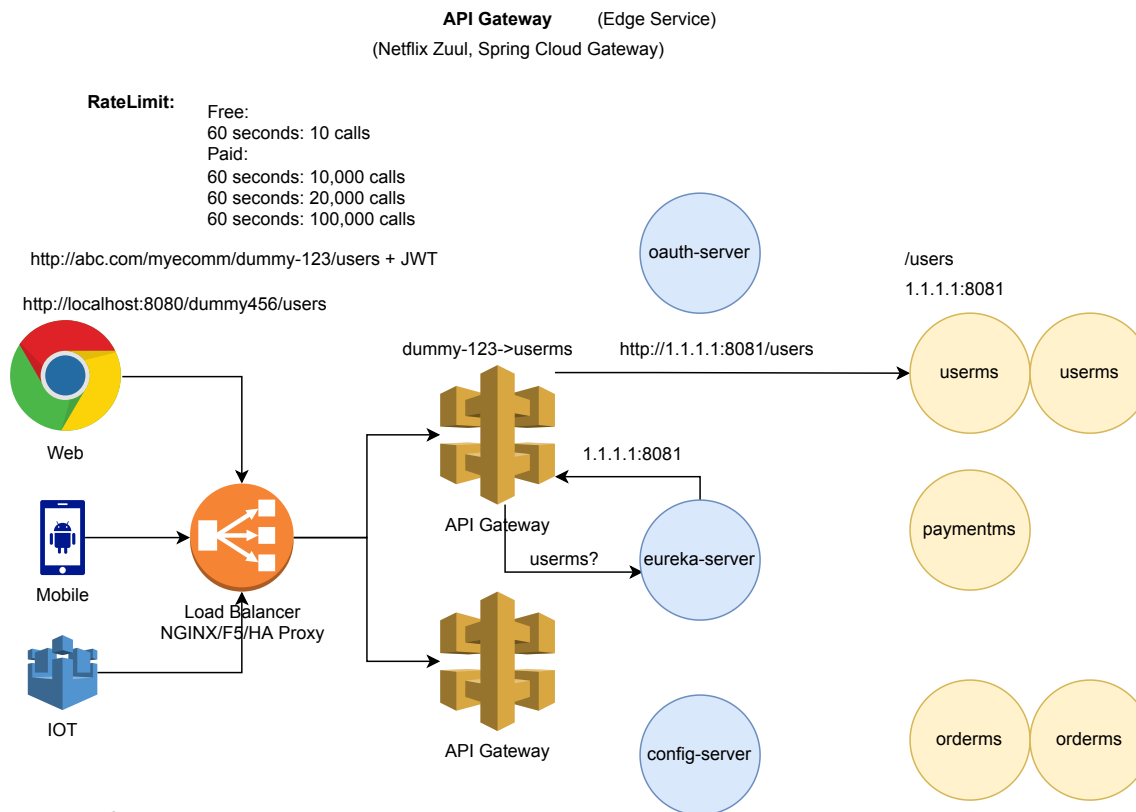 API Gateway (Edge Service)
(Netflix Zuul, Spring Cloud Gateway)
RateLimit:
Free:
60 seconds: 10 calls
Paid:
60 seconds: 10,000 calls
60 seconds: 20,000 calls
60 seconds: 100,000 calls
http://abc.com/myecomm/dummy-123/users + JWT
http://localhost:8080/dummy456/users
oauth-server
/users
1.1.1.1:8081
dummy-123->userms
http://1.1.1.1:8081/users
userms
userms
Web
1.1.1.1:8081
API Gateway
userms?
eureka-server
paymentms
Mobile
Load Balancer
NGINX/F5/HA Proxy
IOT
API Gateway
config-server
orderms
orderms